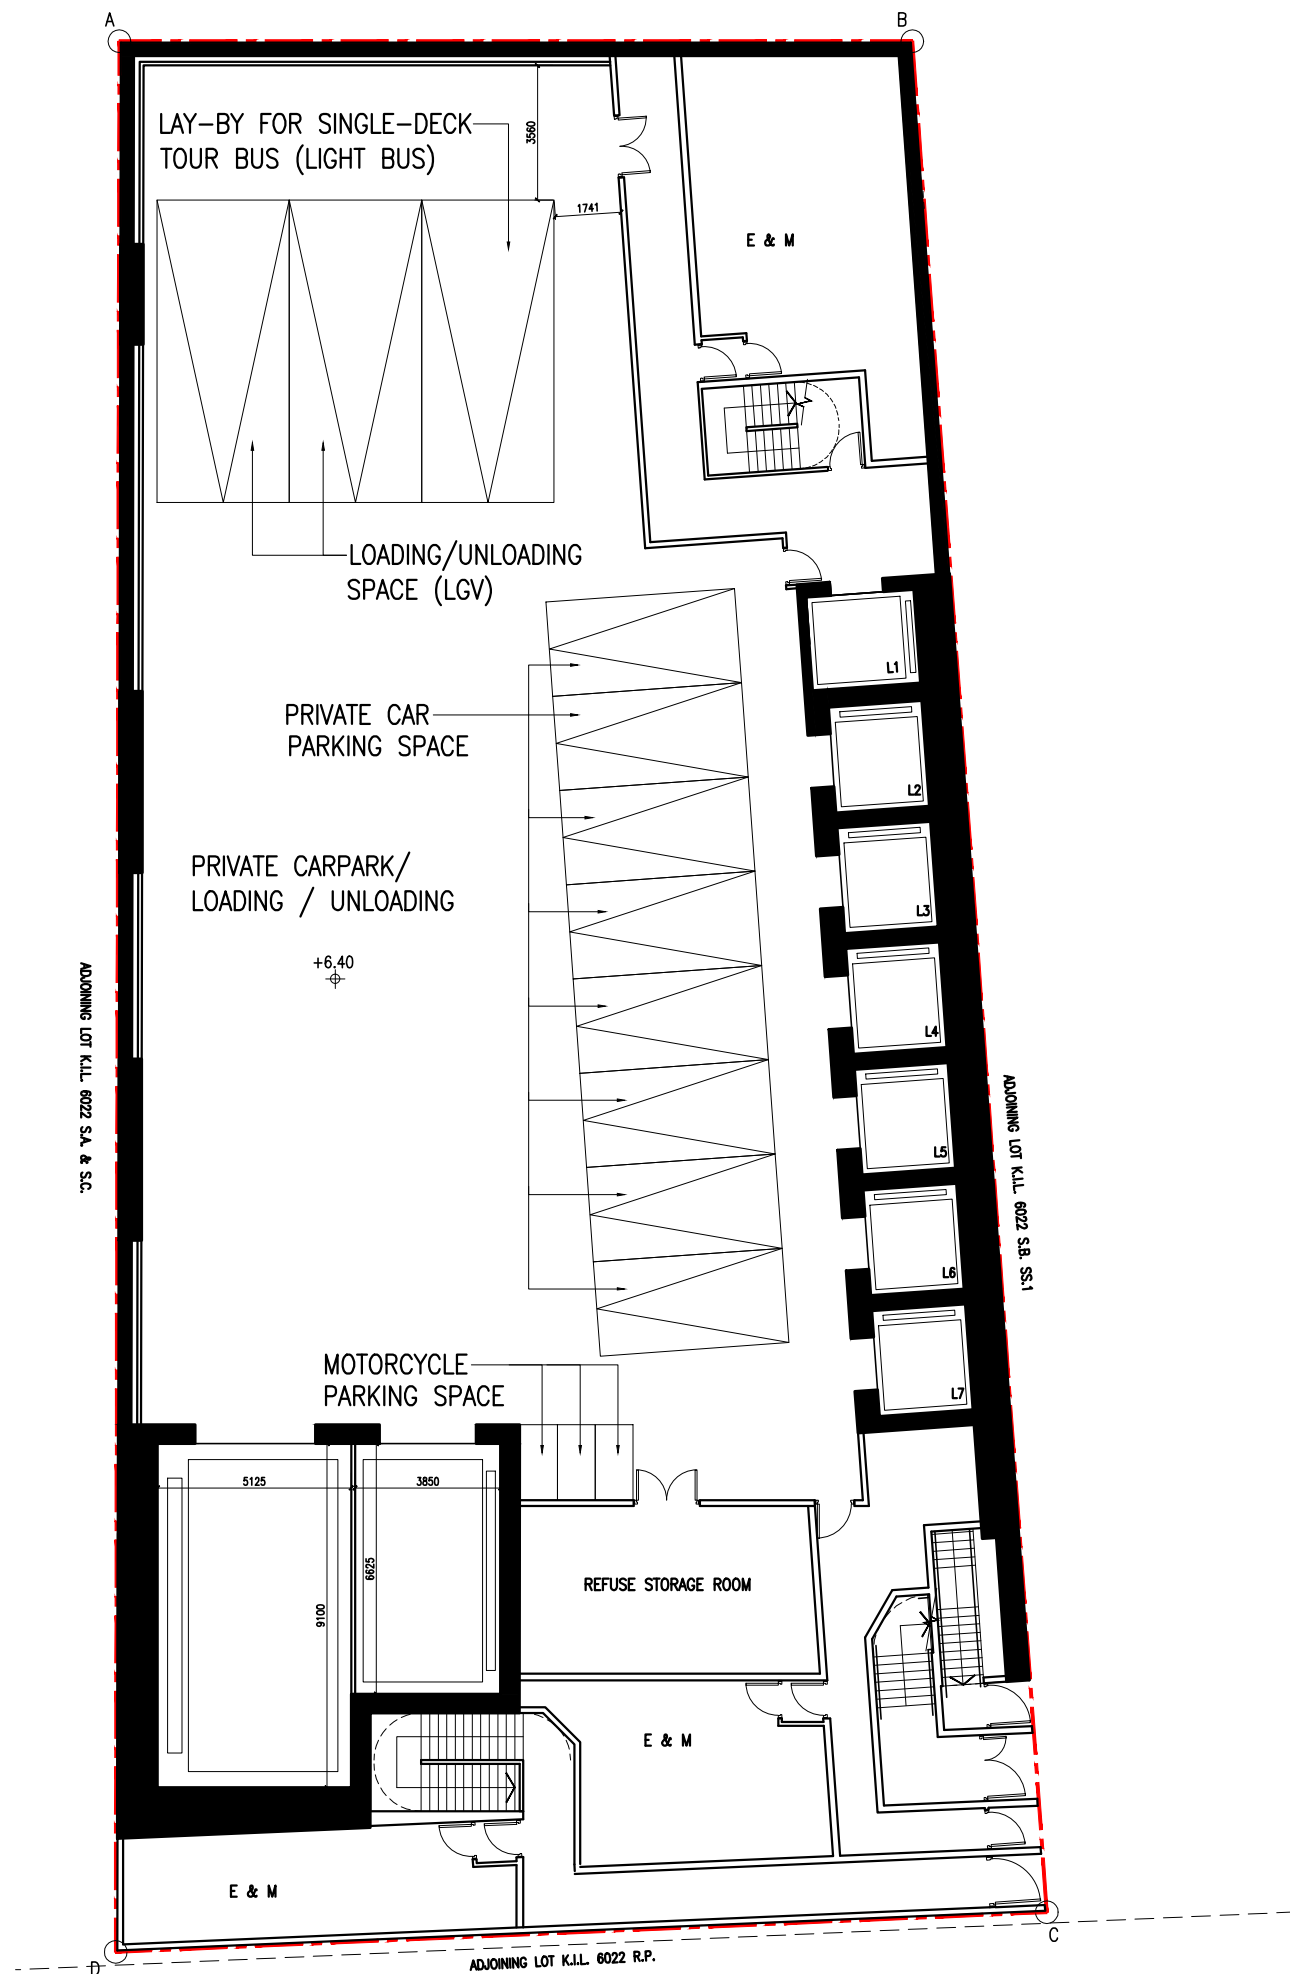 A
B
LAY-BY FOR SINGLE-DECK
TOUR BUS (LIGHT BUS)
3560
1741
E & M
LOADING/UNLOADING
SPACE (LGV)
L1
PRIVATE CAR
PARKING SPACE
L2
PRIVATE CARPARK/
LOADING / UNLOADING
L3
+6.40
L4
ADJOINING LOT K.I.L. 6022 S.A. & S.C.
ADJOINING LOT K.I.L. 6022 S.B. SS.1
L5
L6
MOTORCYCLE
PARKING SPACE
L7
5125
3850
6625
9100
REFUSE STORAGE ROOM
E & M
E & M
C
D
ADJOINING LOT K.I.L. 6022 R.P.